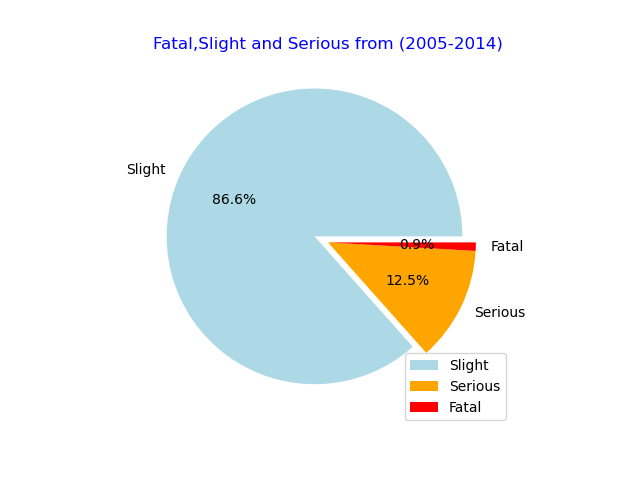 Fatal,Slight and Serious from (2005-2014)
Slight
86.6%
0.9%
Fatal
12.5%
Serious
Slight
Serious
Fatal